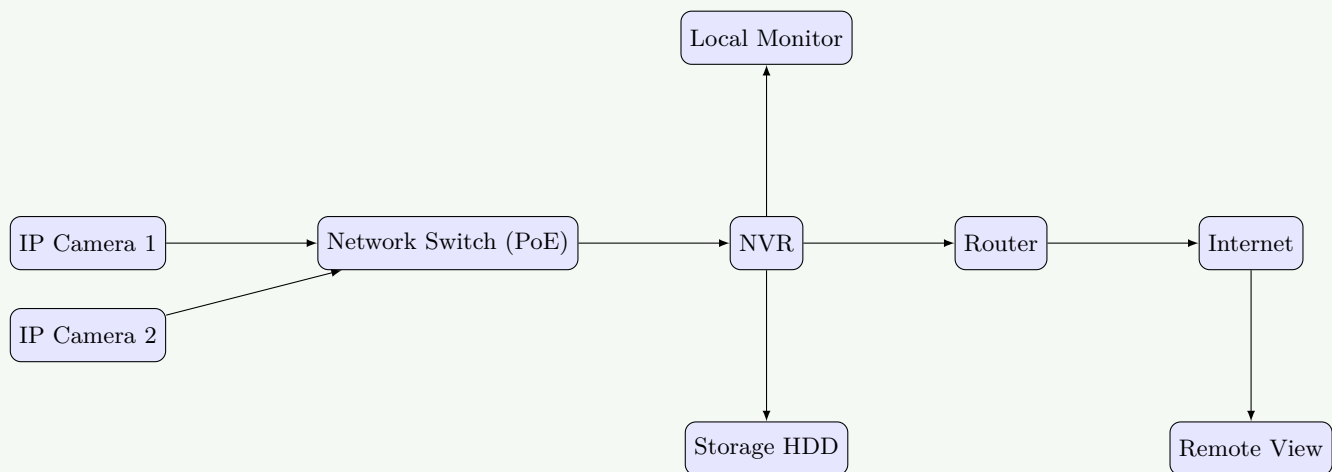 Local Monitor
IP Camera 1
Network Switch (PoE)
NVR
Router
Internet
IP Camera 2
Storage HDD
Remote View